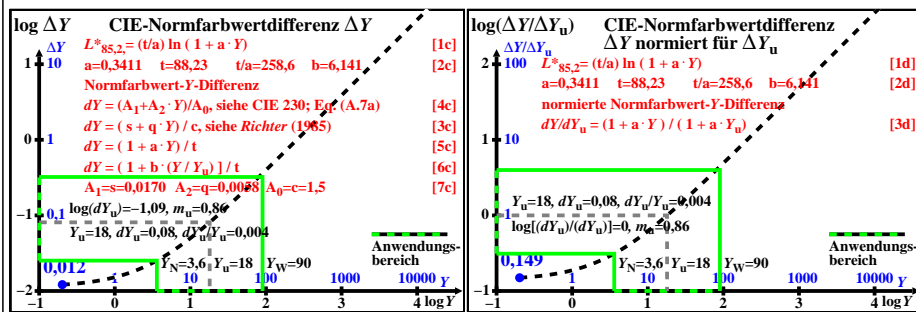 log ΔY CIE-Normfarbwertdifferenz ΔY
ΔY
L*85,2,= (t/a) ln ( 1 + a· Y) [1c]
a=0,3411 t=88,23 t/a=258,6 b=6,141 [2c]
Normfarbwert-Y-Differenz
dY = (A1+A2 · Y)/A0, siehe CIE 230; Eq. (A.7a) [4c]
dY = ( s + q· Y ) / c, siehe Richter (1985) [3c]
dY = ( 1 + a· Y ) / t [5c]
dY = ( 1 + b· (Y / Yu) ] / t [6c]
A1=s=0,0170 A2=q=0,0058 A0=c=1,5 [7c]
log(dYu)=−1,09, mu=0,86
Yu=18, dYu=0,08, dYu/Yu=0,004
1 10
0 1
−1 0,1
−2
0,012
YN=3,6 Yu=18 YW=90
Anwendungs-
bereich
1 10 100 1000 10000 Y
−1 0 1 2 3 4 log Y
log(ΔY/ΔYu) CIE-Normfarbwertdifferenz
ΔY normiert für ΔYu
ΔY/ΔYu
L*85,2= (t/a) ln ( 1 + a· Y) [1d]
a=0,3411 t=88,23 t/a=258,6 b=6,141 [2d]
normierte Normfarbwert-Y-Differenz
dY/dYu = (1 + a· Y ) / ( 1 + a· Yu) [3d]
2 100
1 10
0 1
−1
Yu=18, dYu=0,08, dYu/Yu=0,004
log[(dYu)/(dYu)]=0, mu=0,86
0,149
YN=3,6 Yu=18 YW=90
Anwendungs-
bereich
1 10 100 1000 10000 Y
−1 0 1 2 3 4 log Y